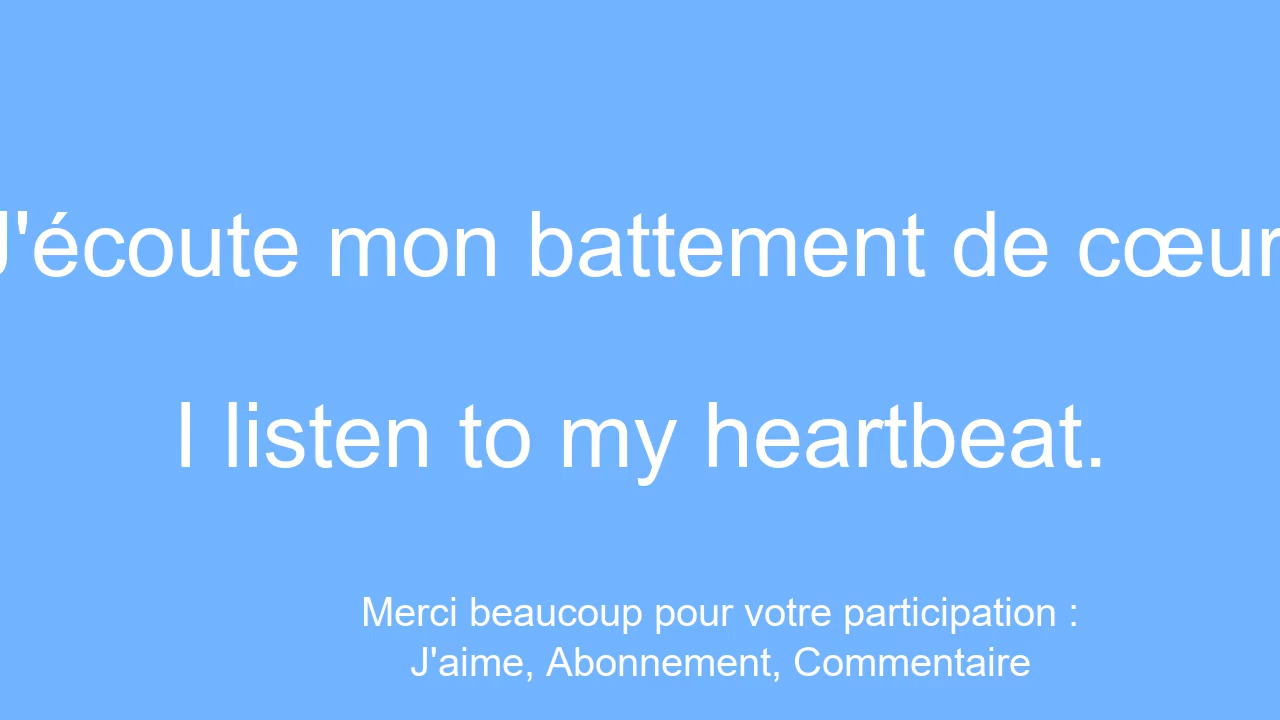 J'écoute mon battement de cœur
I listen to my heartbeat.
Merci beaucoup pour votre participation :
J'aime, Abonnement, Commentaire